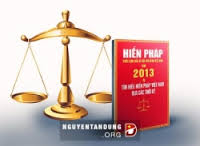 HIẾN PHÁP
2013
TÌM HIỂU HIẾN PHÁP VIỆT NAM
QUA CÁC THỜI KỲ
NGUYENTANDUNG
.ORG